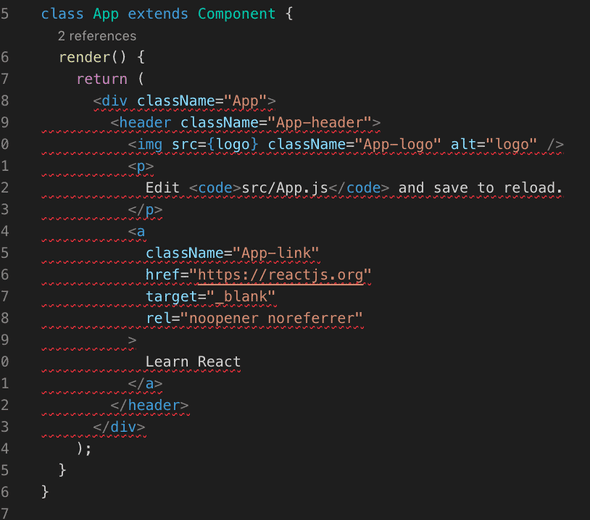 5 class App extends Component {
2 references
6 render() {
7 return (
8 <div className="App">
9 <header className="App-header">
0 <img src={logo} className="App-logo" alt="logo" />
1 <p>
2 Edit <code>src/App.js</code> and save to reload.
3 </p>
4 <a
5 className="App-link"
6 href="https://reactjs.org"
7 target="_blank"
8 rel="noopener noreferrer"
9 >
0 Learn React
1 </a>
2 </header>
3 </div>
4 );
5 }
6 }
7